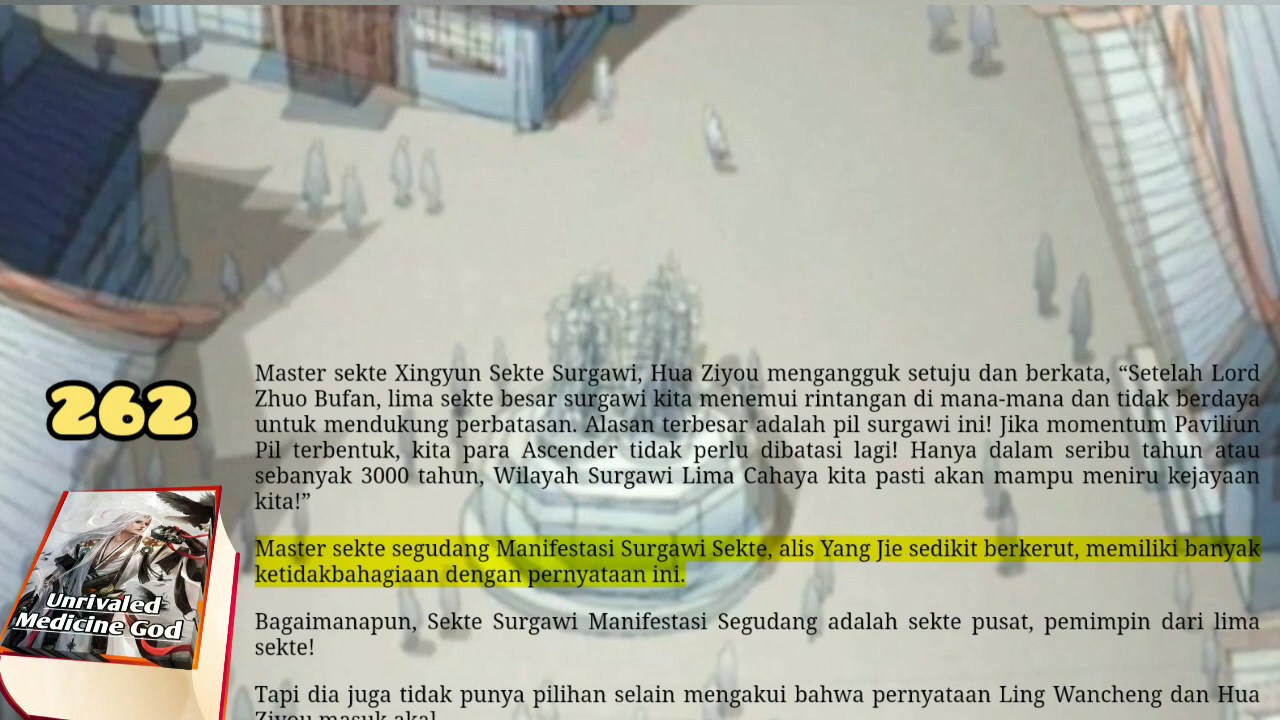 Master sekte Xingyun Sekte Surgawi, Hua Ziyou mengangguk setuju dan berkata, “Setelah Lord
Zhuo Bufan, lima sekte besar surgawi kita menemui rintangan di mana-mana dan tidak berdaya
untuk mendukung perbatasan. Alasan terbesar adalah pil surgawi ini! Jika momentum Paviliun
Pil terbentuk, kita para Ascender tidak perlu dibatasi lagi! Hanya dalam seribu tahun atau
sebanyak 3000 tahun, Wilayah Surgawi Lima Cahaya kita pasti akan mampu meniru kejayaan
kita!”
Master sekte segudang Manifestasi Surgawi Sekte, alis Yang Jie sedikit berkerut, memiliki banyak
ketidakbahagiaan dengan pernyataan ini.
Bagaimanapun, Sekte Surgawi Manifestasi Segudang adalah sekte pusat, pemimpin dari lima
sekte!
Tapi dia juga tidak punya pilihan selain mengakui bahwa pernyataan Ling Wancheng dan Hua
Ziyou masuk akal.
262
Unrivaled
Medicine God